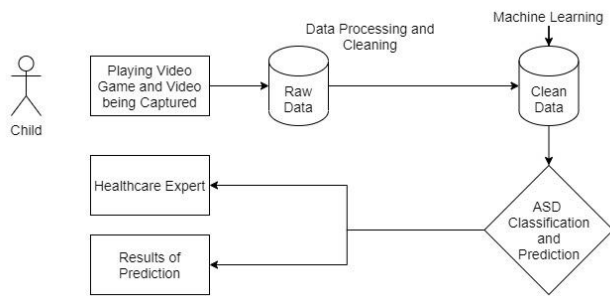 Machine Learning
Data Processing and
Cleaning
Playing Video
Game and Video
being Captured
Raw
Data
Clean
Data
Child
Healthcare Expert
ASD
Classification
and
Prediction
Results of
Prediction